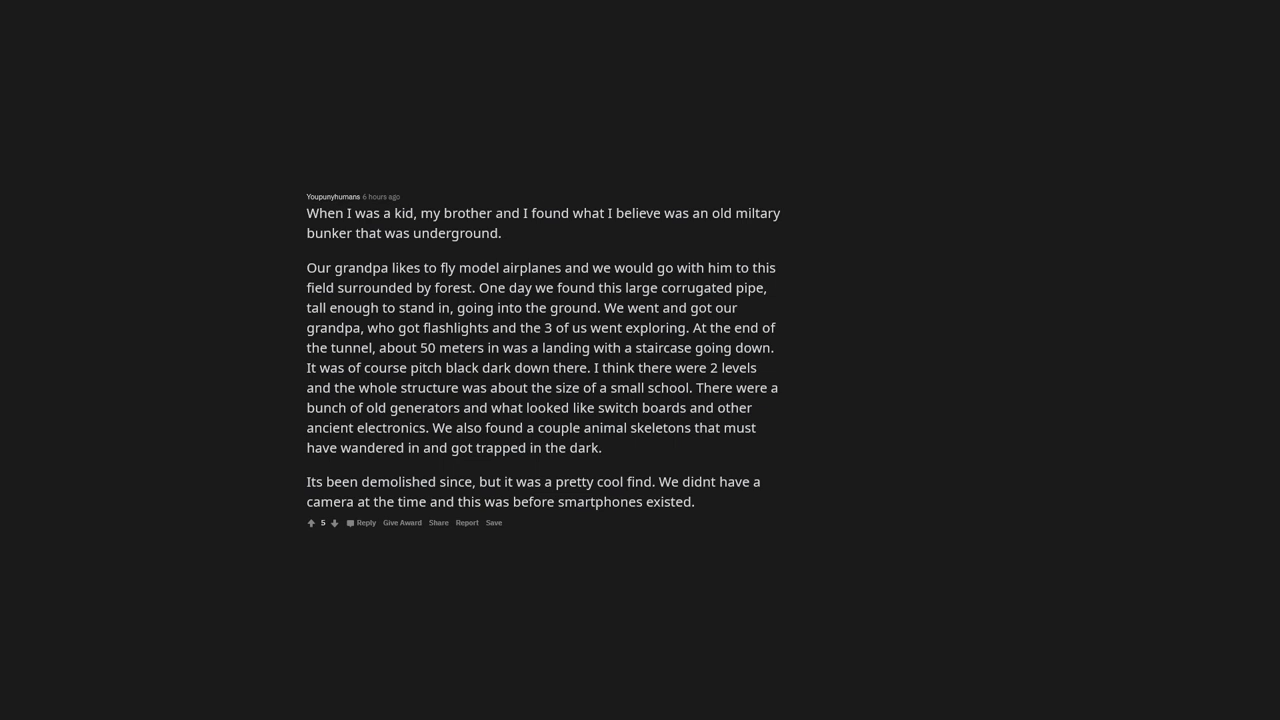 Youpunyhumans 6 hours ago
When I was a kid, my brother and I found what I believe was an old miltary
bunker that was underground.
Our grandpa likes to fly model airplanes and we would go with him to this
field surrounded by forest. One day we found this large corrugated pipe,
tall enough to stand in, going into the ground. We went and got our
grandpa, who got flashlights and the 3 of us went exploring. At the end of
the tunnel, about 50 meters in was a landing with a staircase going down.
It was of course pitch black dark down there. I think there were 2 levels
and the whole structure was about the size of a small school. There were a
bunch of old generators and what looked like switch boards and other
ancient electronics. We also found a couple animal skeletons that must
have wandered in and got trapped in the dark.
Its been demolished since, but it was a pretty cool find. We didnt have a
camera at the time and this was before smartphones existed.
5 Reply Give Award Share Report Save